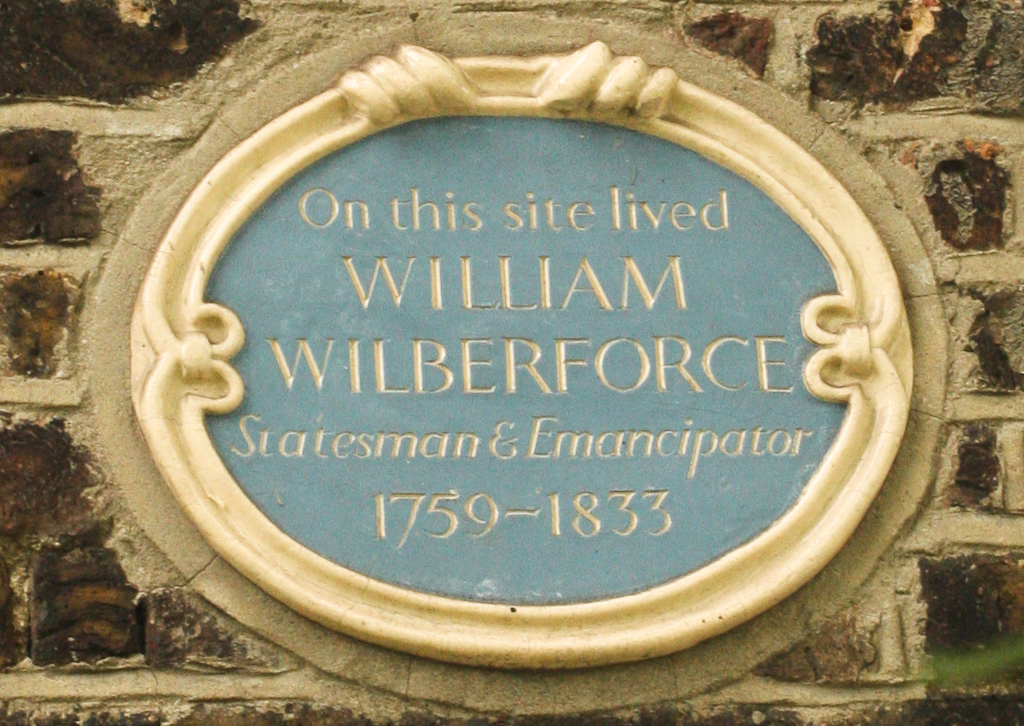 On this site lived
WILLIAM
WILBERFORCE
Statesman & Emancipator
1759-1833